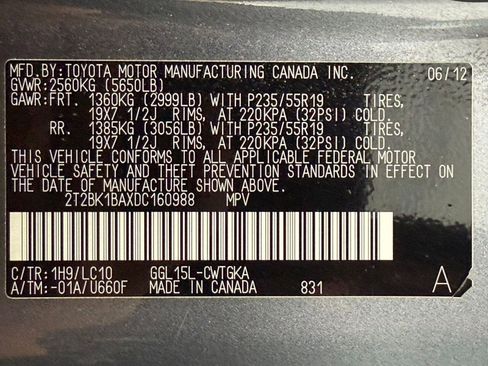 MFD.BY:TOYOTA MOTOR MANUFACTURING CANADA INC. 06/12
GVWR:2560KG (5650LB)
GAWR:FRT. 1360KG (2999LB) WITH P235/55R19 TIRES,
19X7 1/2J RIMS, AT 220KPA (32PSI) COLD.
RR. 1385KG (3056LB) WITH P235/55R19 TIRES,
19X7 1/2J RIMS, AT 220KPA (32PSI) COLD.
THIS VEHICLE CONFORMS TO ALL APPLICABLE FEDERAL MOTOR
VEHICLE SAFETY AND THEFT PREVENTION STANDARDS IN EFFECT
ON THE DATE OF MANUFACTURE SHOWN ABOVE.
2T2BK1BAXDC160988 MPV
C/TR:1H9/LC10 GGL15L-CWTGKA
A/TM:-01A/U660F MADE IN CANADA 831 A